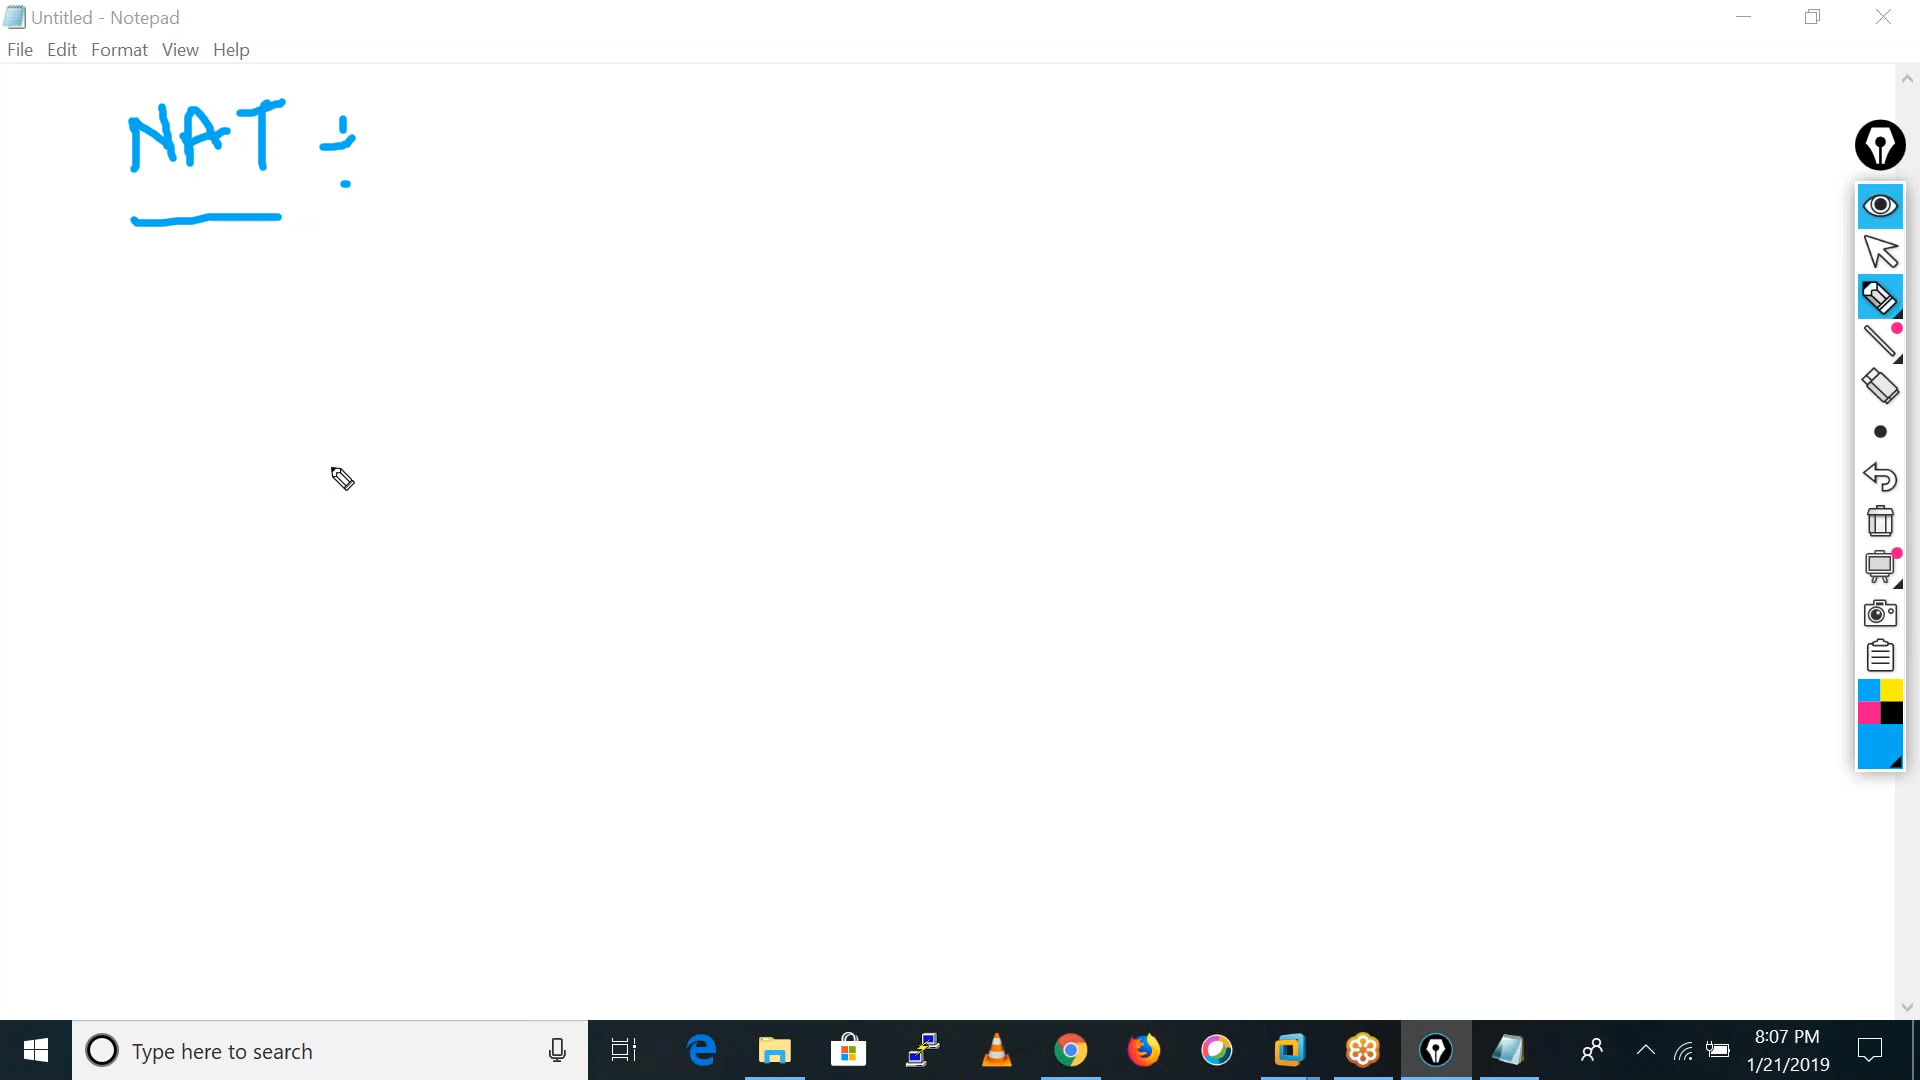 Untitled - Notepad
File Edit Format View Help
NAT :-
Type here to search
8:07 PM
1/21/2019